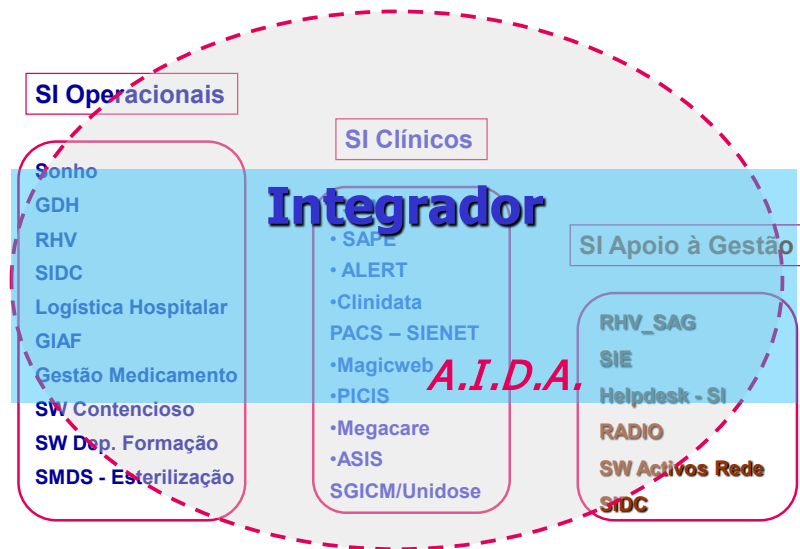 SI Operacionais
Sonho
GDH
RHV
SIDC
Logística Hospitalar
GIAF
Gestão Medicamento
SW Contencioso
SW Dep. Formação
SMDS - Esterilização
SI Clínicos
Integrador
• SAPE
• ALERT
•Clinidata
PACS – SIENET
•Magicweb
•PICIS
•Megacare
•ASIS
SGICM/Unidose
A.I.D.A.
SI Apoio à Gestão
RHV_SAG
SIE
Helpdesk - SI
RADIO
SW Activos Rede
SIDC